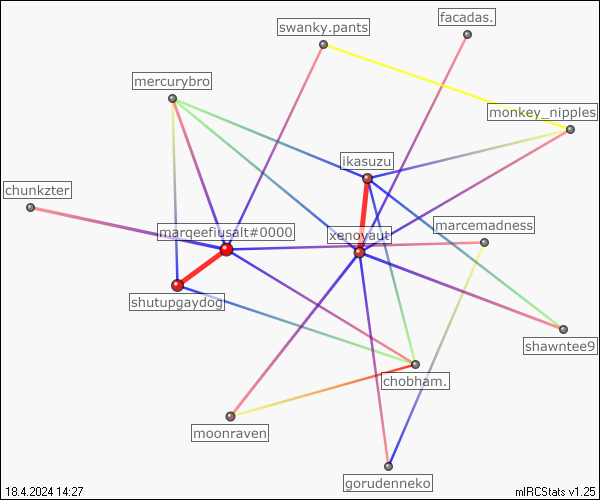 swanky.pants
facadas.
mercurybro
monkey_nipples
ikasuzu
chunkzter
marqeefiusalt#0000
xenoyaut
marcemadness
shutupgaydog
shawntee9
chobham.
moonraven
gorudenneko
18.4.2024 14:27
mIRCStats v1.25